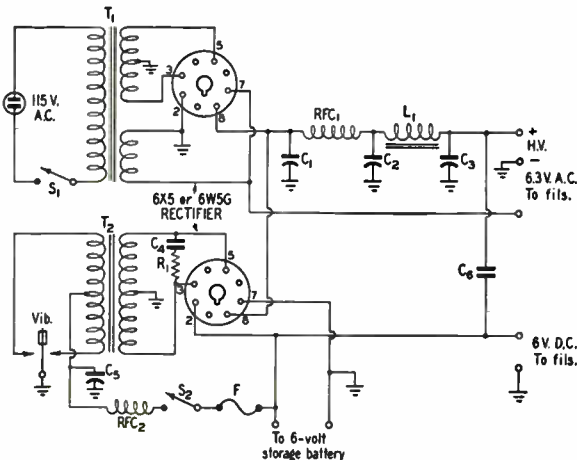 T1
115 V.
A.C.
S1
3
5
2
7
8
RFC1
L1
C1
C2
C3
+
H.V.
−
6.3 V. A.C.
To fils.
6X5 or 6W5G
RECTIFIER
T2
C4
R1
3
5
2
7
8
C6
Vib.
C5
RFC2
S2
F
6 V. D.C.
To fils.
To 6-volt
storage battery